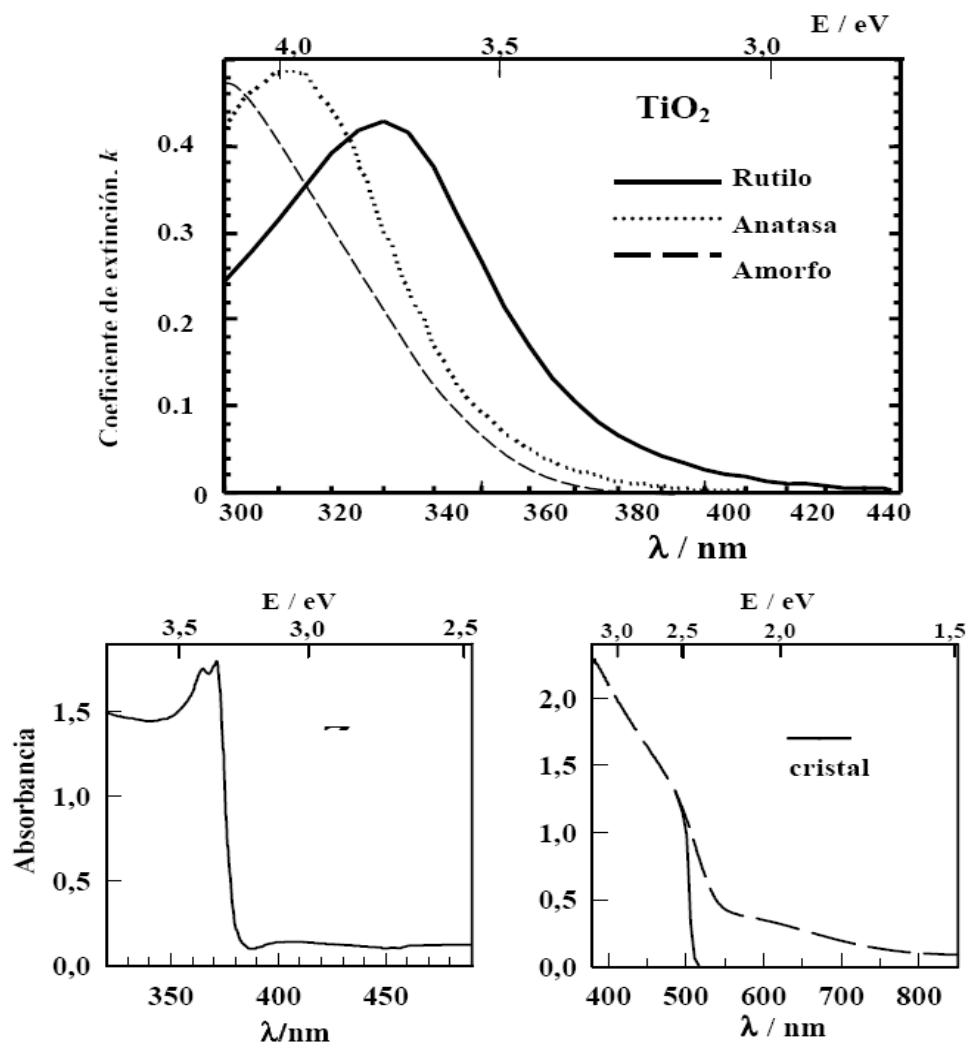 E / eV
4,0 3,5 3,0
TiO₂
Rutilo
Anatasa
Amorfo
Coeficiente de extinción. k
0.4
0.3
0.2
0.1
0
300 320 340 360 380 400 420 440
λ / nm
E / eV
3,5 3,0 2,5
Absorbancia
1,5
1,0
0,5
0,0
350 400 450
λ/nm
E / eV
3,0 2,5 2,0 1,5
2,0
1,5
1,0
0,5
0,0
cristal
400 500 600 700 800
λ / nm